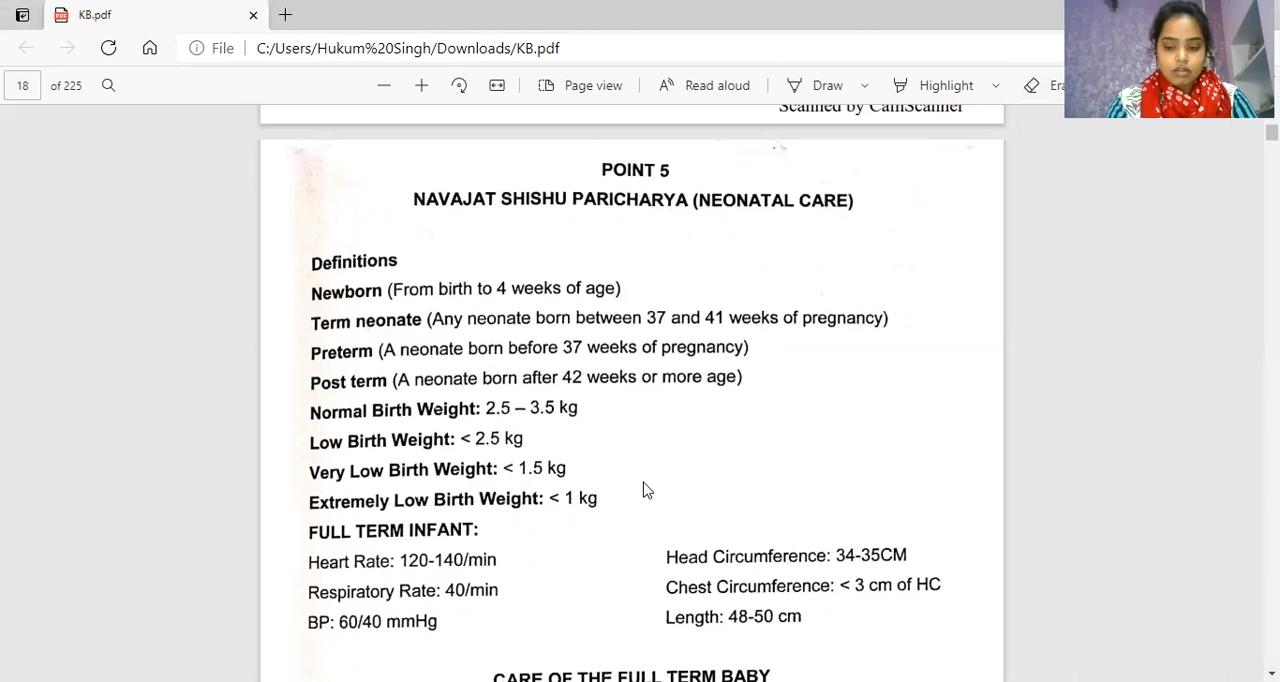 KB.pdf
File
C:/Users/Hukum%20Singh/Downloads/KB.pdf
18 of 225
Page view
Read aloud
Draw
Highlight
Era
Scanned by CamScanner
POINT 5
NAVAJAT SHISHU PARICHARYA (NEONATAL CARE)
Definitions
Newborn (From birth to 4 weeks of age)
Term neonate (Any neonate born between 37 and 41 weeks of pregnancy)
Preterm (A neonate born before 37 weeks of pregnancy)
Post term (A neonate born after 42 weeks or more age)
Normal Birth Weight: 2.5 – 3.5 kg
Low Birth Weight: < 2.5 kg
Very Low Birth Weight: < 1.5 kg
Extremely Low Birth Weight: < 1 kg
FULL TERM INFANT:
Heart Rate: 120-140/min
Respiratory Rate: 40/min
BP: 60/40 mmHg
Head Circumference: 34-35CM
Chest Circumference: < 3 cm of HC
Length: 48-50 cm
CARE OF THE FULL TERM BABY